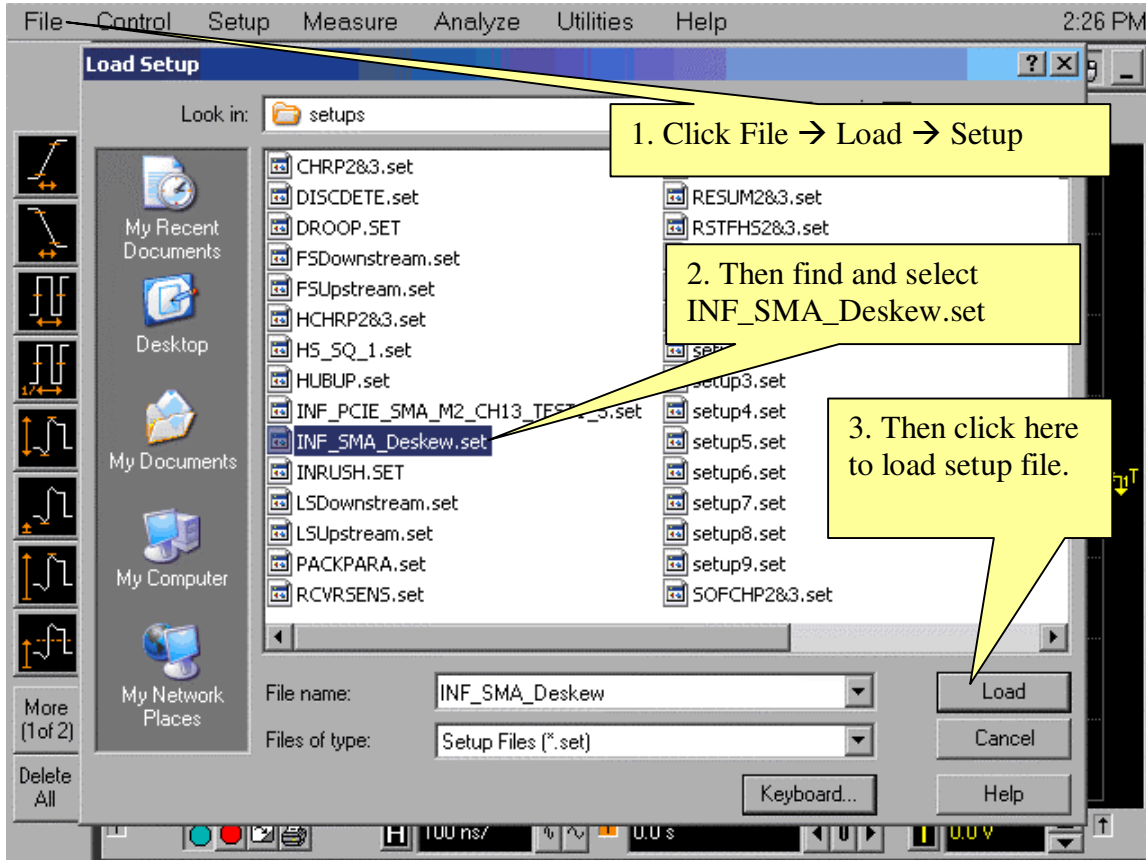 File Control Setup Measure Analyze Utilities Help 2:26 PM
Load Setup
Look in: setups
1. Click File → Load → Setup
My Recent
Documents
Desktop
My Documents
My Computer
My Network
Places
CHRP2&3.set
DISCDETE.set
DROOP.SET
FSDownstream.set
FSUpstream.set
HCHRP2&3.set
HS_SQ_1.set
HUBUP.set
INF_SMA_Deskew.set
INRUSH.SET
LSDownstream.set
LSUpstream.set
PACKPARA.set
RCVRSENS.set
RESUM2&3.set
RSTFHS2&3.set
2. Then find and select
INF_SMA_Deskew.set
setup3.set
setup4.set
setup5.set
setup6.set
setup7.set
setup8.set
setup9.set
SOFCHP2&3.set
3. Then click here
to load setup file.
File name: INF_SMA_Deskew Load
Files of type: Setup Files (*.set) Cancel
Keyboard... Help
More
(1of 2)
Delete
All
H 100 ns/ 0.0 s 0 T 0.0 V